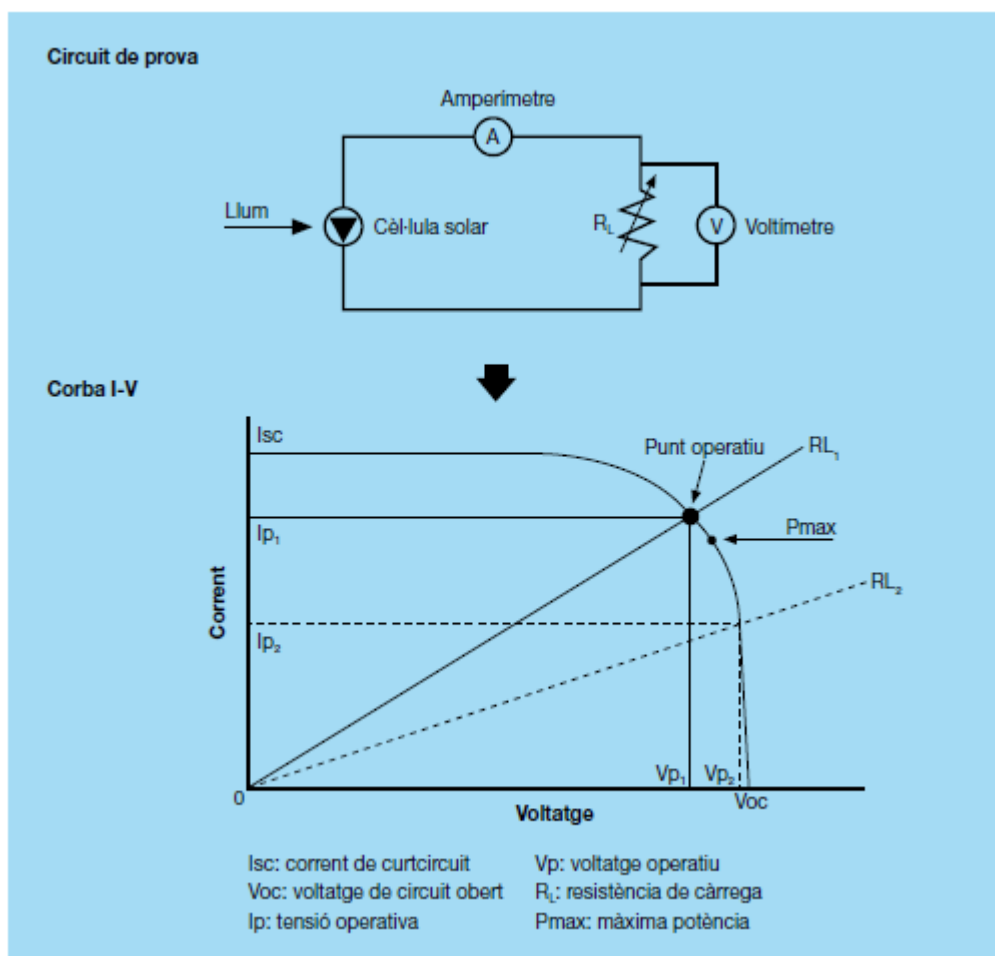 Circuit de prova
Amperimetre
A
Llum
Cèl·lula solar
R_L
V
Voltímetre
Corba I-V
Isc
Punt operatiu
RL₁
Ip₁
Pmax
RL₂
Corrent
Ip₂
Vp₁
Vp₂
0
Voc
Voltatge
Isc: corrent de curtcircuit
Vp: voltatge operatiu
Voc: voltatge de circuit obert
R_L: resistència de càrrega
Ip: tensió operativa
Pmax: màxima potència